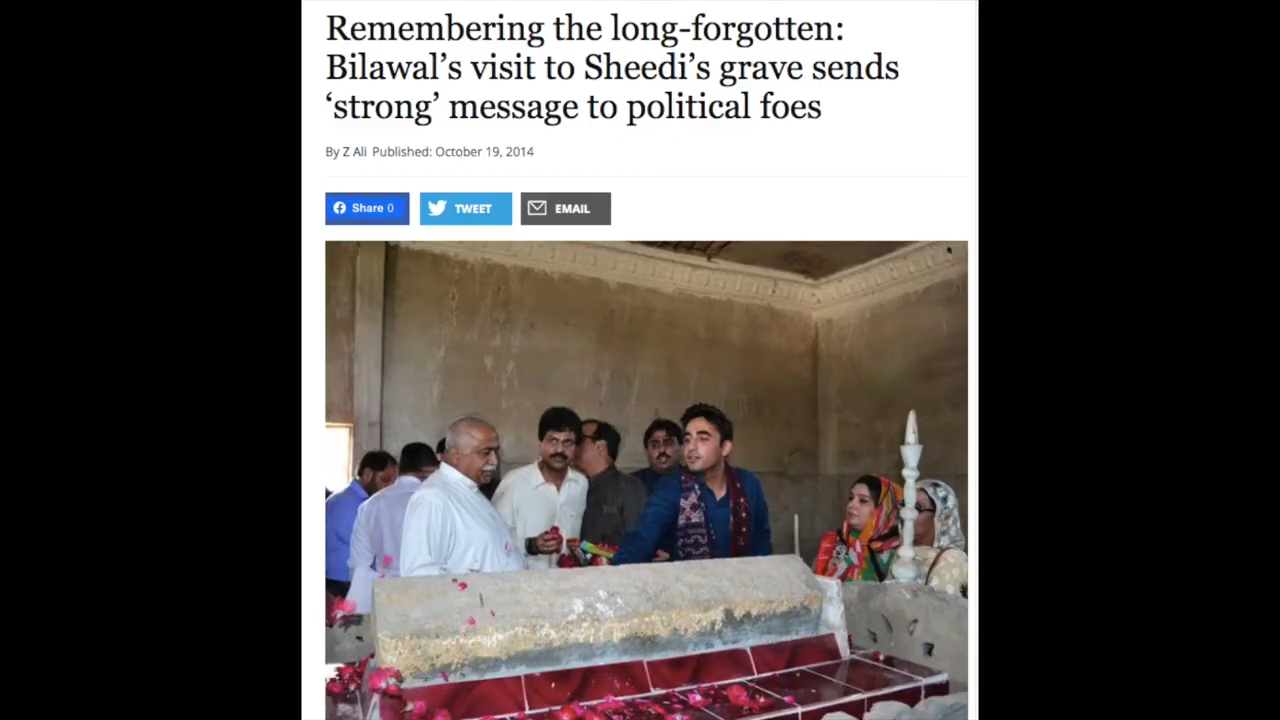 Remembering the long-forgotten:
Bilawal’s visit to Sheedi’s grave sends
‘strong’ message to political foes
By Z Ali Published: October 19, 2014
Share 0
TWEET
EMAIL